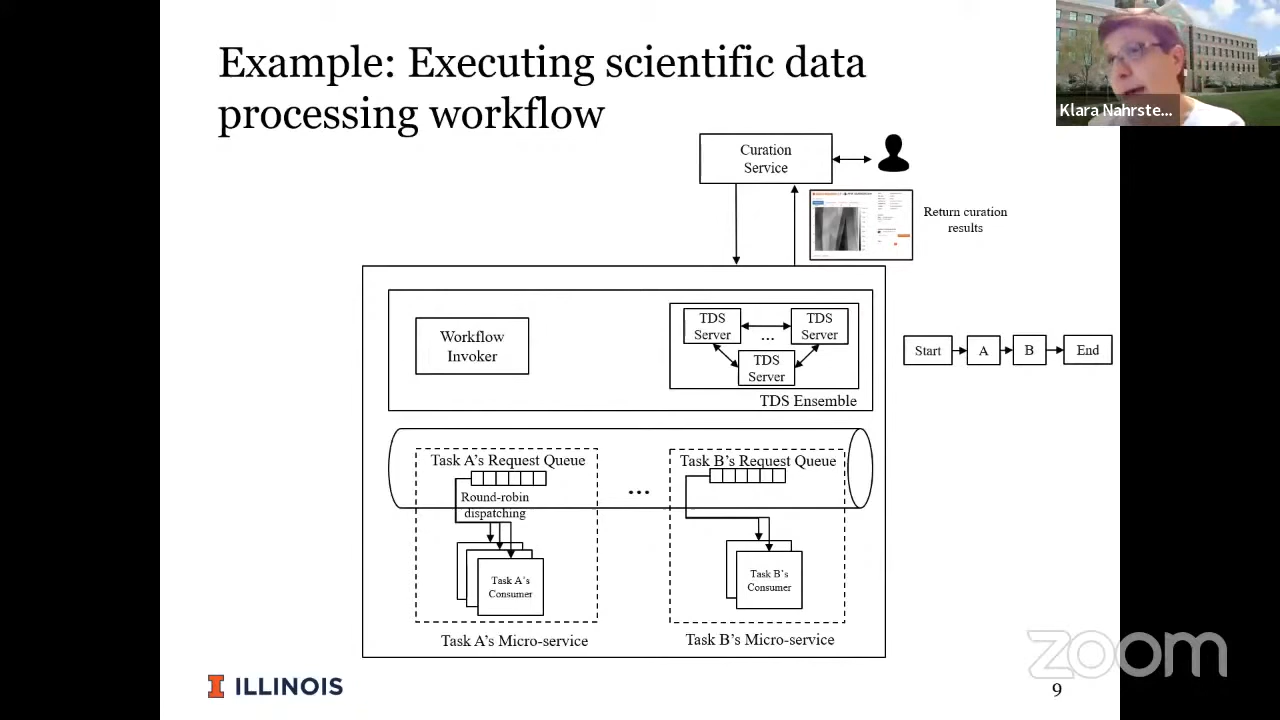 Example: Executing scientific data
processing workflow
Klara Nahrste...
Curation
Service
Return curation
results
Workflow
Invoker
TDS
Server
TDS
Server
...
TDS
Server
TDS Ensemble
Start
A
B
End
Task A's Request Queue
Round-robin
dispatching
...
Task B's Request Queue
Task A's
Consumer
Task B's
Consumer
Task A's Micro-service
Task B's Micro-service
zoom
I ILLINOIS
9